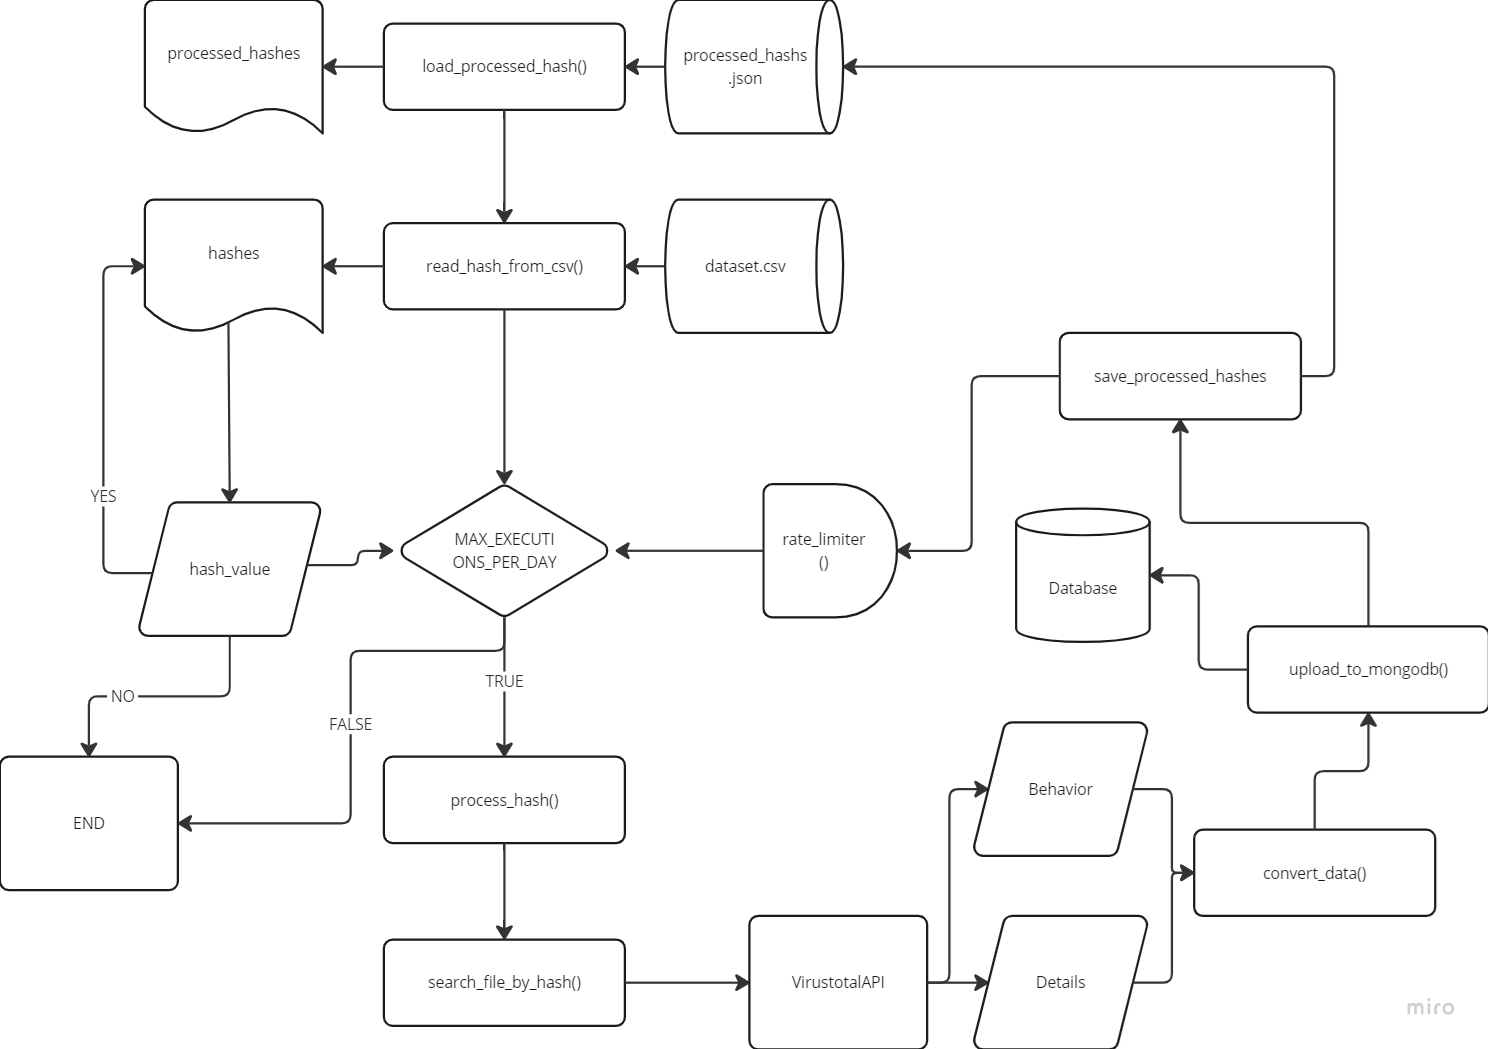 processed_hashes
load_processed_hash()
processed_hashs
.json
hashes
read_hash_from_csv()
dataset.csv
save_processed_hashes
YES
hash_value
MAX_EXECUTI
ONS_PER_DAY
rate_limiter
()
Database
upload_to_mongodb()
NO
TRUE
FALSE
END
process_hash()
Behavior
convert_data()
search_file_by_hash()
VirustotalAPI
Details
miro